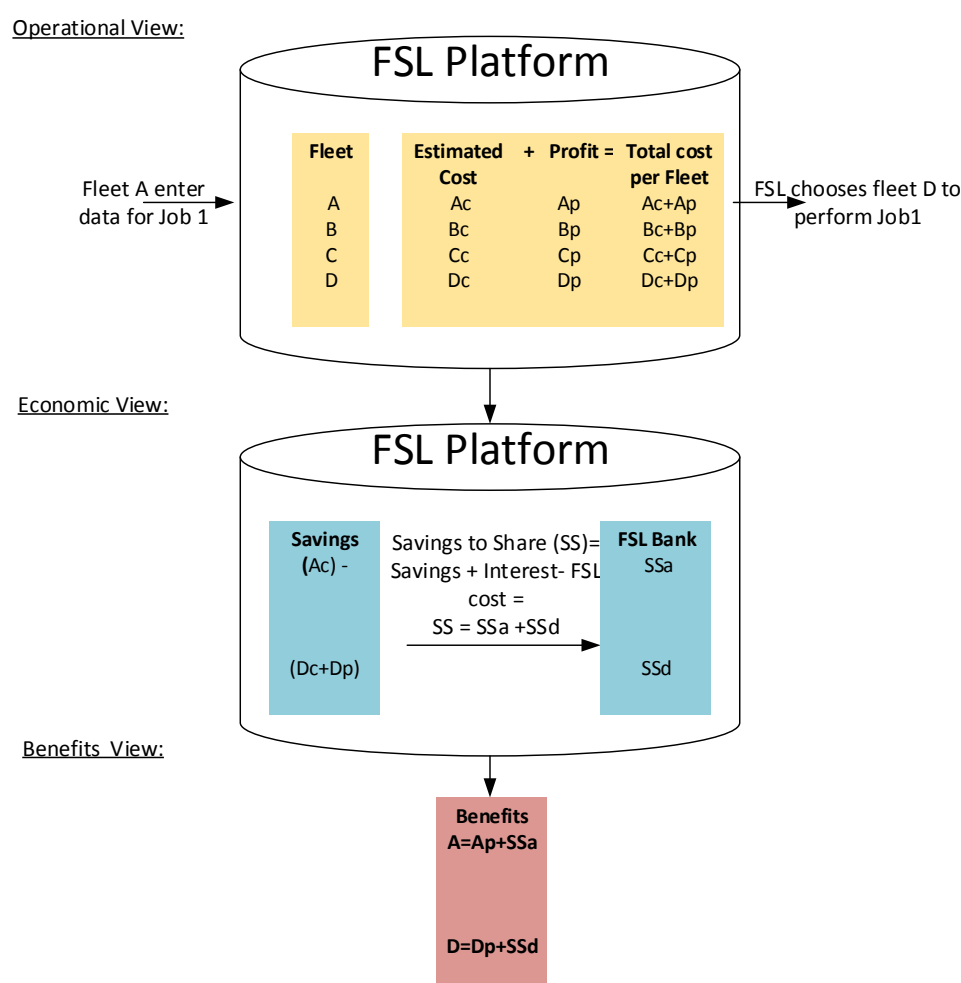 Operational View:
FSL Platform
Fleet A enter
data for Job 1
Fleet Estimated + Profit = Total cost
Cost per Fleet
A Ac Ap Ac+Ap
B Bc Bp Bc+Bp
C Cc Cp Cc+Cp
D Dc Dp Dc+Dp
FSL chooses fleet D to
perform Job1
Economic View:
FSL Platform
Savings
(Ac) -
(Dc+Dp)
Savings to Share (SS)=
Savings + Interest- FSL
cost =
SS = SSa +SSd
FSL Bank
SSa
SSd
Benefits View:
Benefits
A=Ap+SSa
D=Dp+SSd